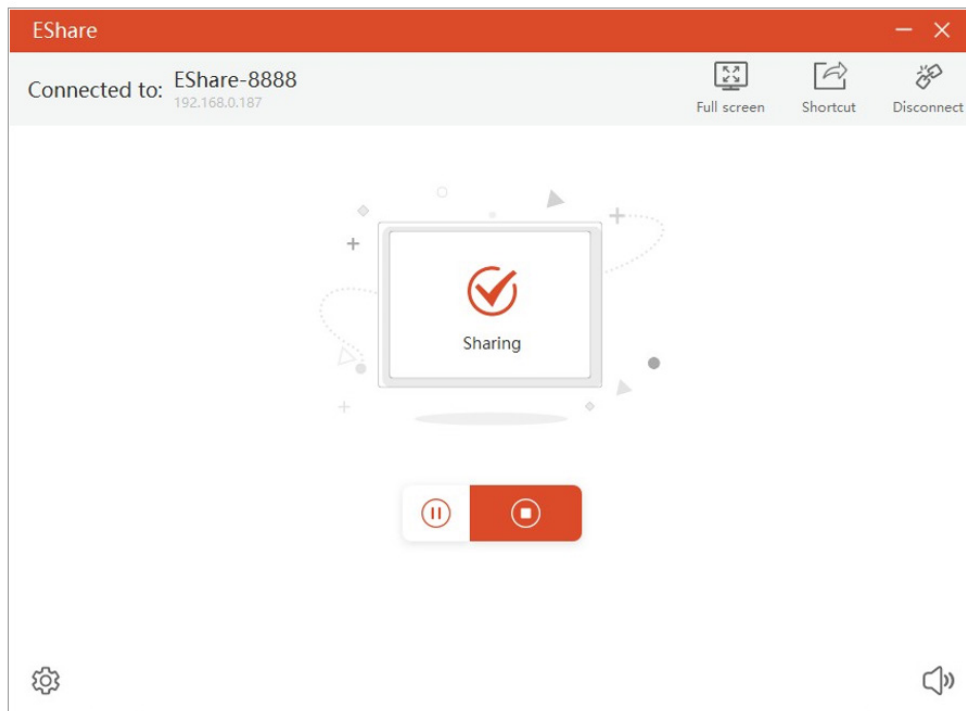 EShare
Connected to: EShare-8888
192.168.0.187
Full screen
Shortcut
Disconnect
Sharing